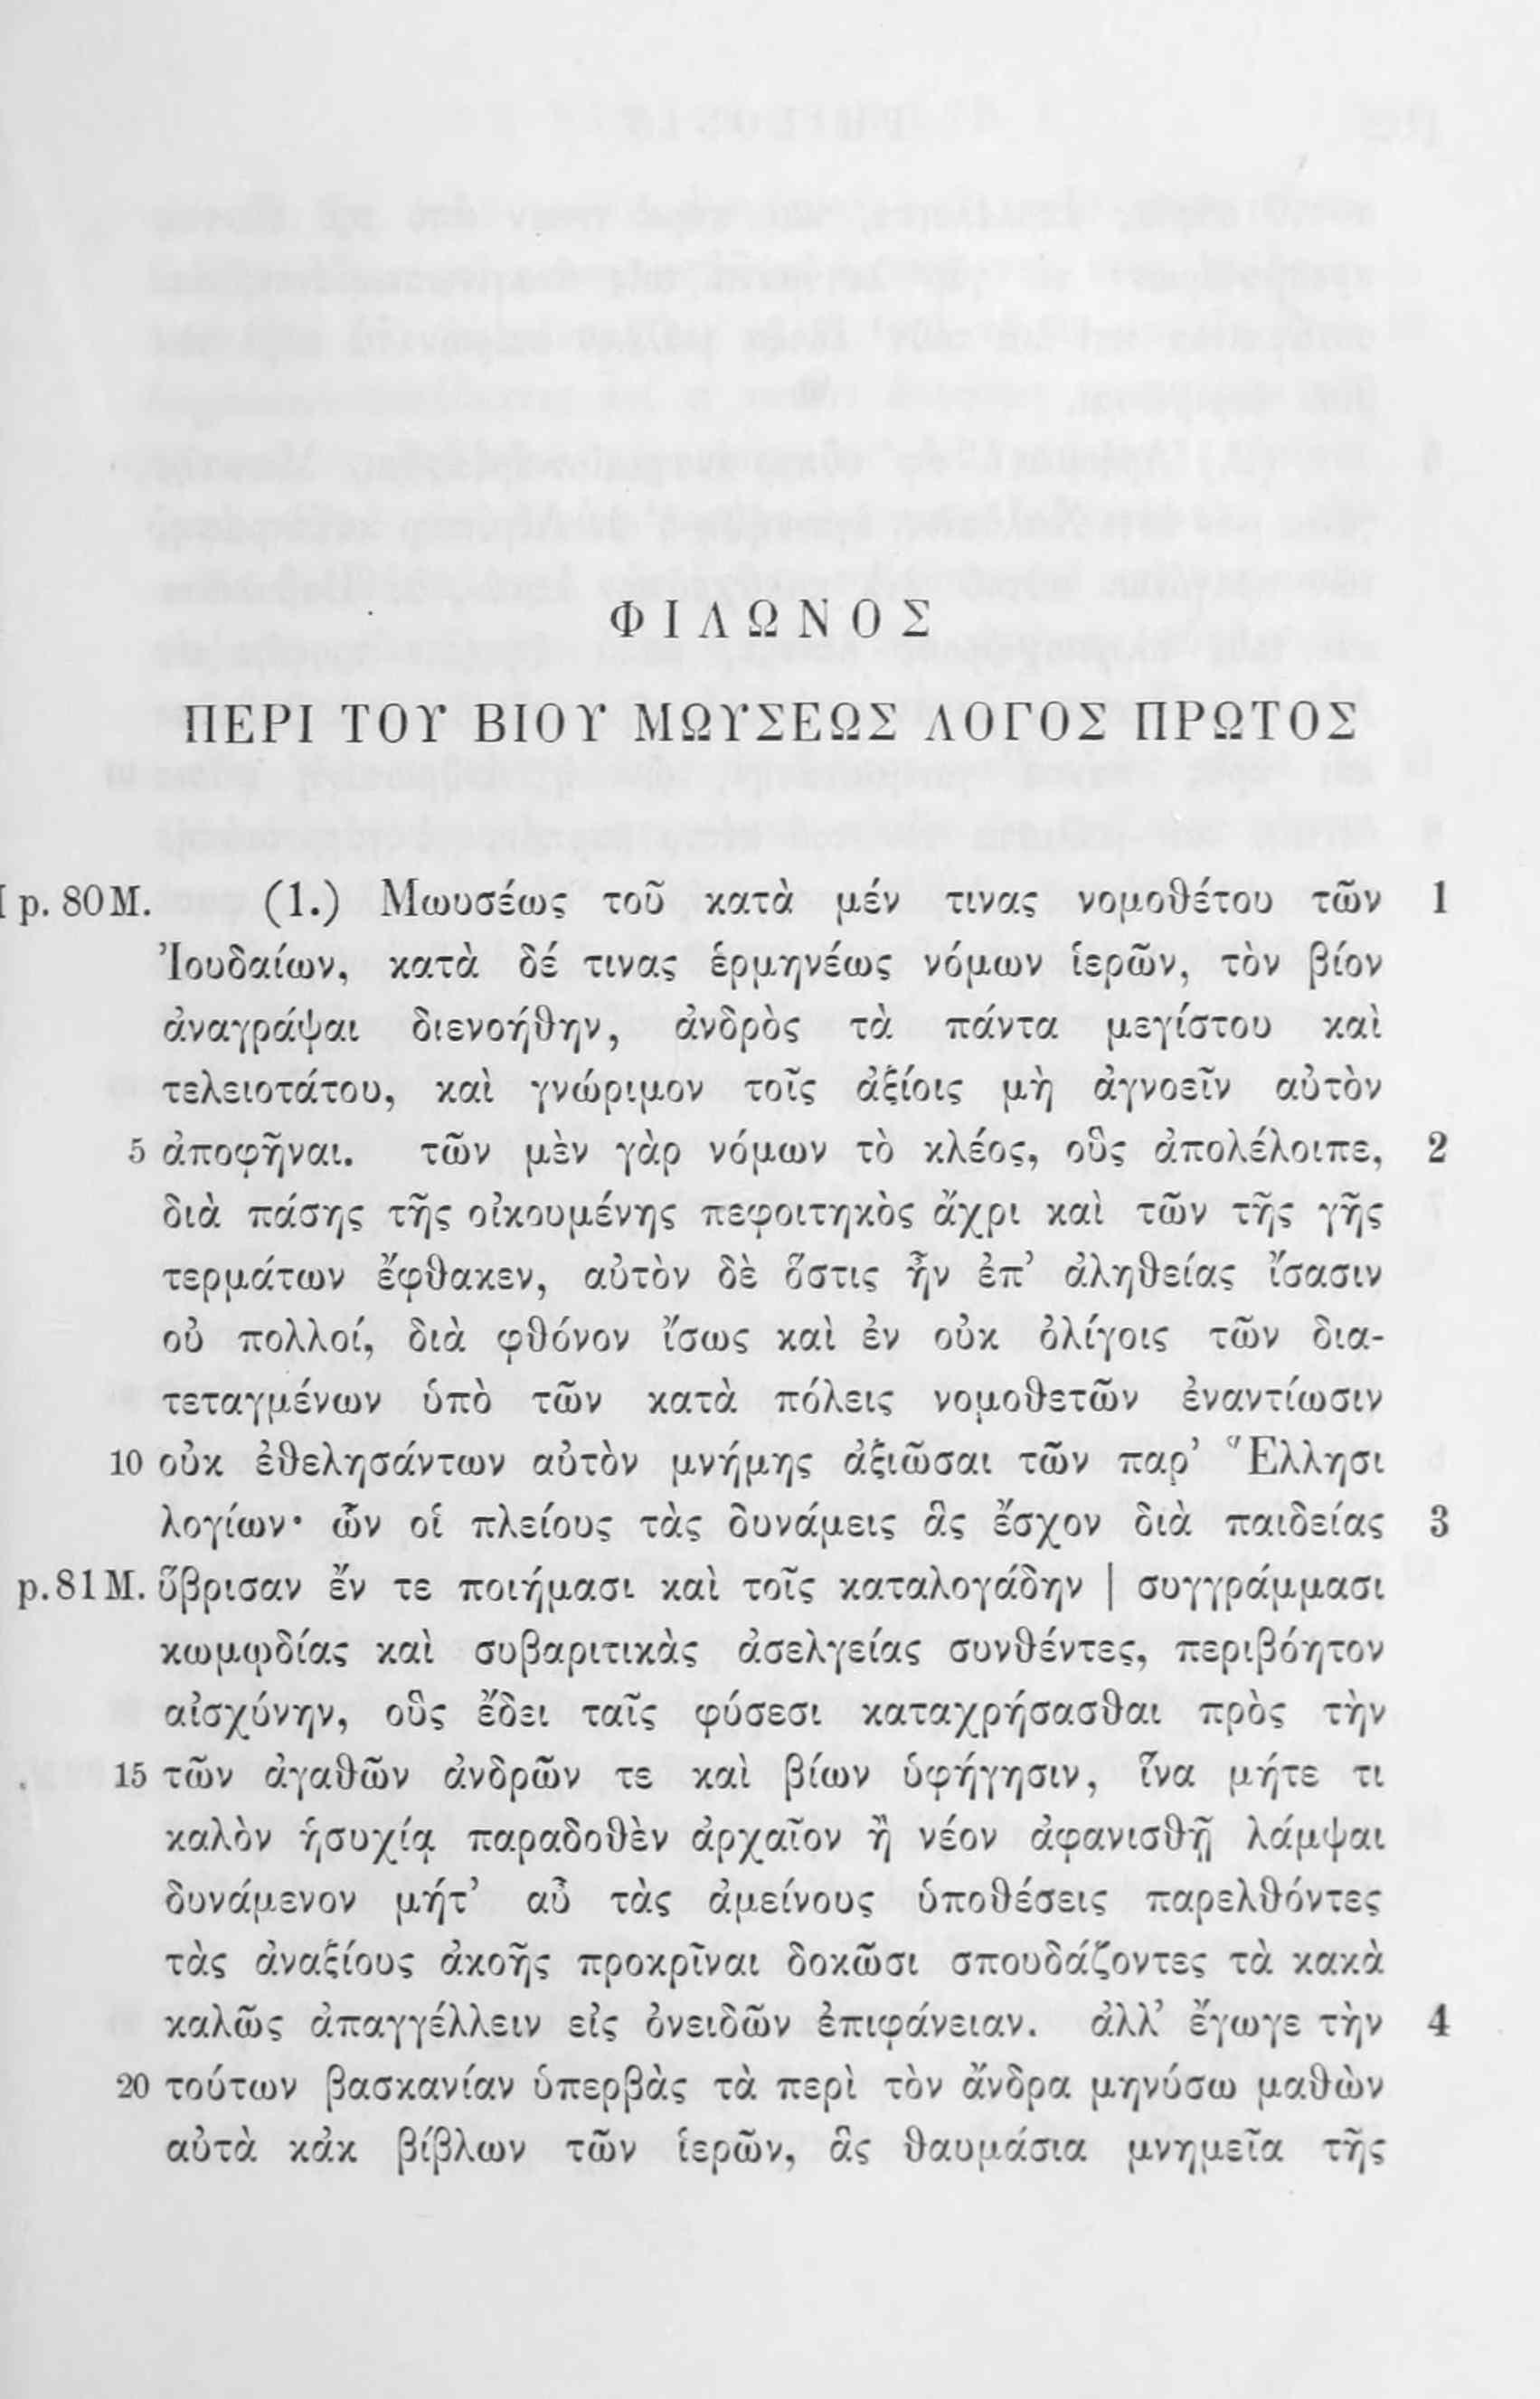 ΦΙΛΩΝΟΣ
ΠΕΡΙ ΤΟΥ ΒΙΟΥ ΜΩΥΣΕΩΣ ΛΟΓΟΣ ΠΡΩΤΟΣ
p. 80 M. (1.) Μωυσέως τοῦ κατὰ μέν τινας νομοθέτου τῶν 1
Ἰουδαίων, κατὰ δέ τινας ἑρμηνέως νόμων ἱερῶν, τὸν βίον
ἀναγράψαι διενοήθην, ἀνδρὸς τὰ πάντα μεγίστου καὶ
τελειοτάτου, καὶ γνώριμον τοῖς ἀξίοις μὴ ἀγνοεῖν αὐτὸν
5 ἀποφῆναι. τῶν μὲν γὰρ νόμων τὸ κλέος, οὓς ἀπολέλοιπε, 2
διὰ πάσης τῆς οἰκουμένης πεφοιτηκὸς ἄχρι καὶ τῶν τῆς γῆς
τερμάτων ἔφθακεν, αὐτὸν δὲ ὅστις ἦν ἐπ’ ἀληθείας ἴσασιν
οὐ πολλοί, διὰ φθόνον ἴσως καὶ ἐν οὐκ ὀλίγοις τῶν δια-
τεταγμένων ὑπὸ τῶν κατὰ πόλεις νομοθετῶν ἐναντίωσιν
10 οὐκ ἐθελησάντων αὐτὸν μνήμης ἀξιῶσαι τῶν παρ’ Ἕλλησι
λογίων· ὧν οἱ πλείους τὰς δυνάμεις ἃς ἔσχον διὰ παιδείας 3
p. 81 M. ὕβρισαν ἔν τε ποιήμασι καὶ τοῖς καταλογάδην | συγγράμμασι
κωμῳδίας καὶ συβαριτικὰς ἀσελγείας συνθέντες, περιβόητον
αἰσχύνην, οὓς ἔδει ταῖς φύσεσι καταχρήσασθαι πρὸς τὴν
15 τῶν ἀγαθῶν ἀνδρῶν τε καὶ βίων ὑφήγησιν, ἵνα μήτε τι
καλὸν ἡσυχίᾳ παραδοθὲν ἀρχαῖον ἢ νέον ἀφανισθῇ λάμψαι
δυνάμενον μήτ’ αὖ τὰς ἀμείνους ὑποθέσεις παρελθόντες
τὰς ἀναξίους ἀκοῆς προκρῖναι δοκῶσι σπουδάζοντες τὰ κακὰ
καλῶς ἀπαγγέλλειν εἰς ὀνειδῶν ἐπιφάνειαν. ἀλλ’ ἔγωγε τὴν 4
20 τούτων βασκανίαν ὑπερβὰς τὰ περὶ τὸν ἄνδρα μηνύσω μαθὼν
αὐτὰ κἀκ βίβλων τῶν ἱερῶν, ἃς θαυμάσια μνημεῖα τῆς